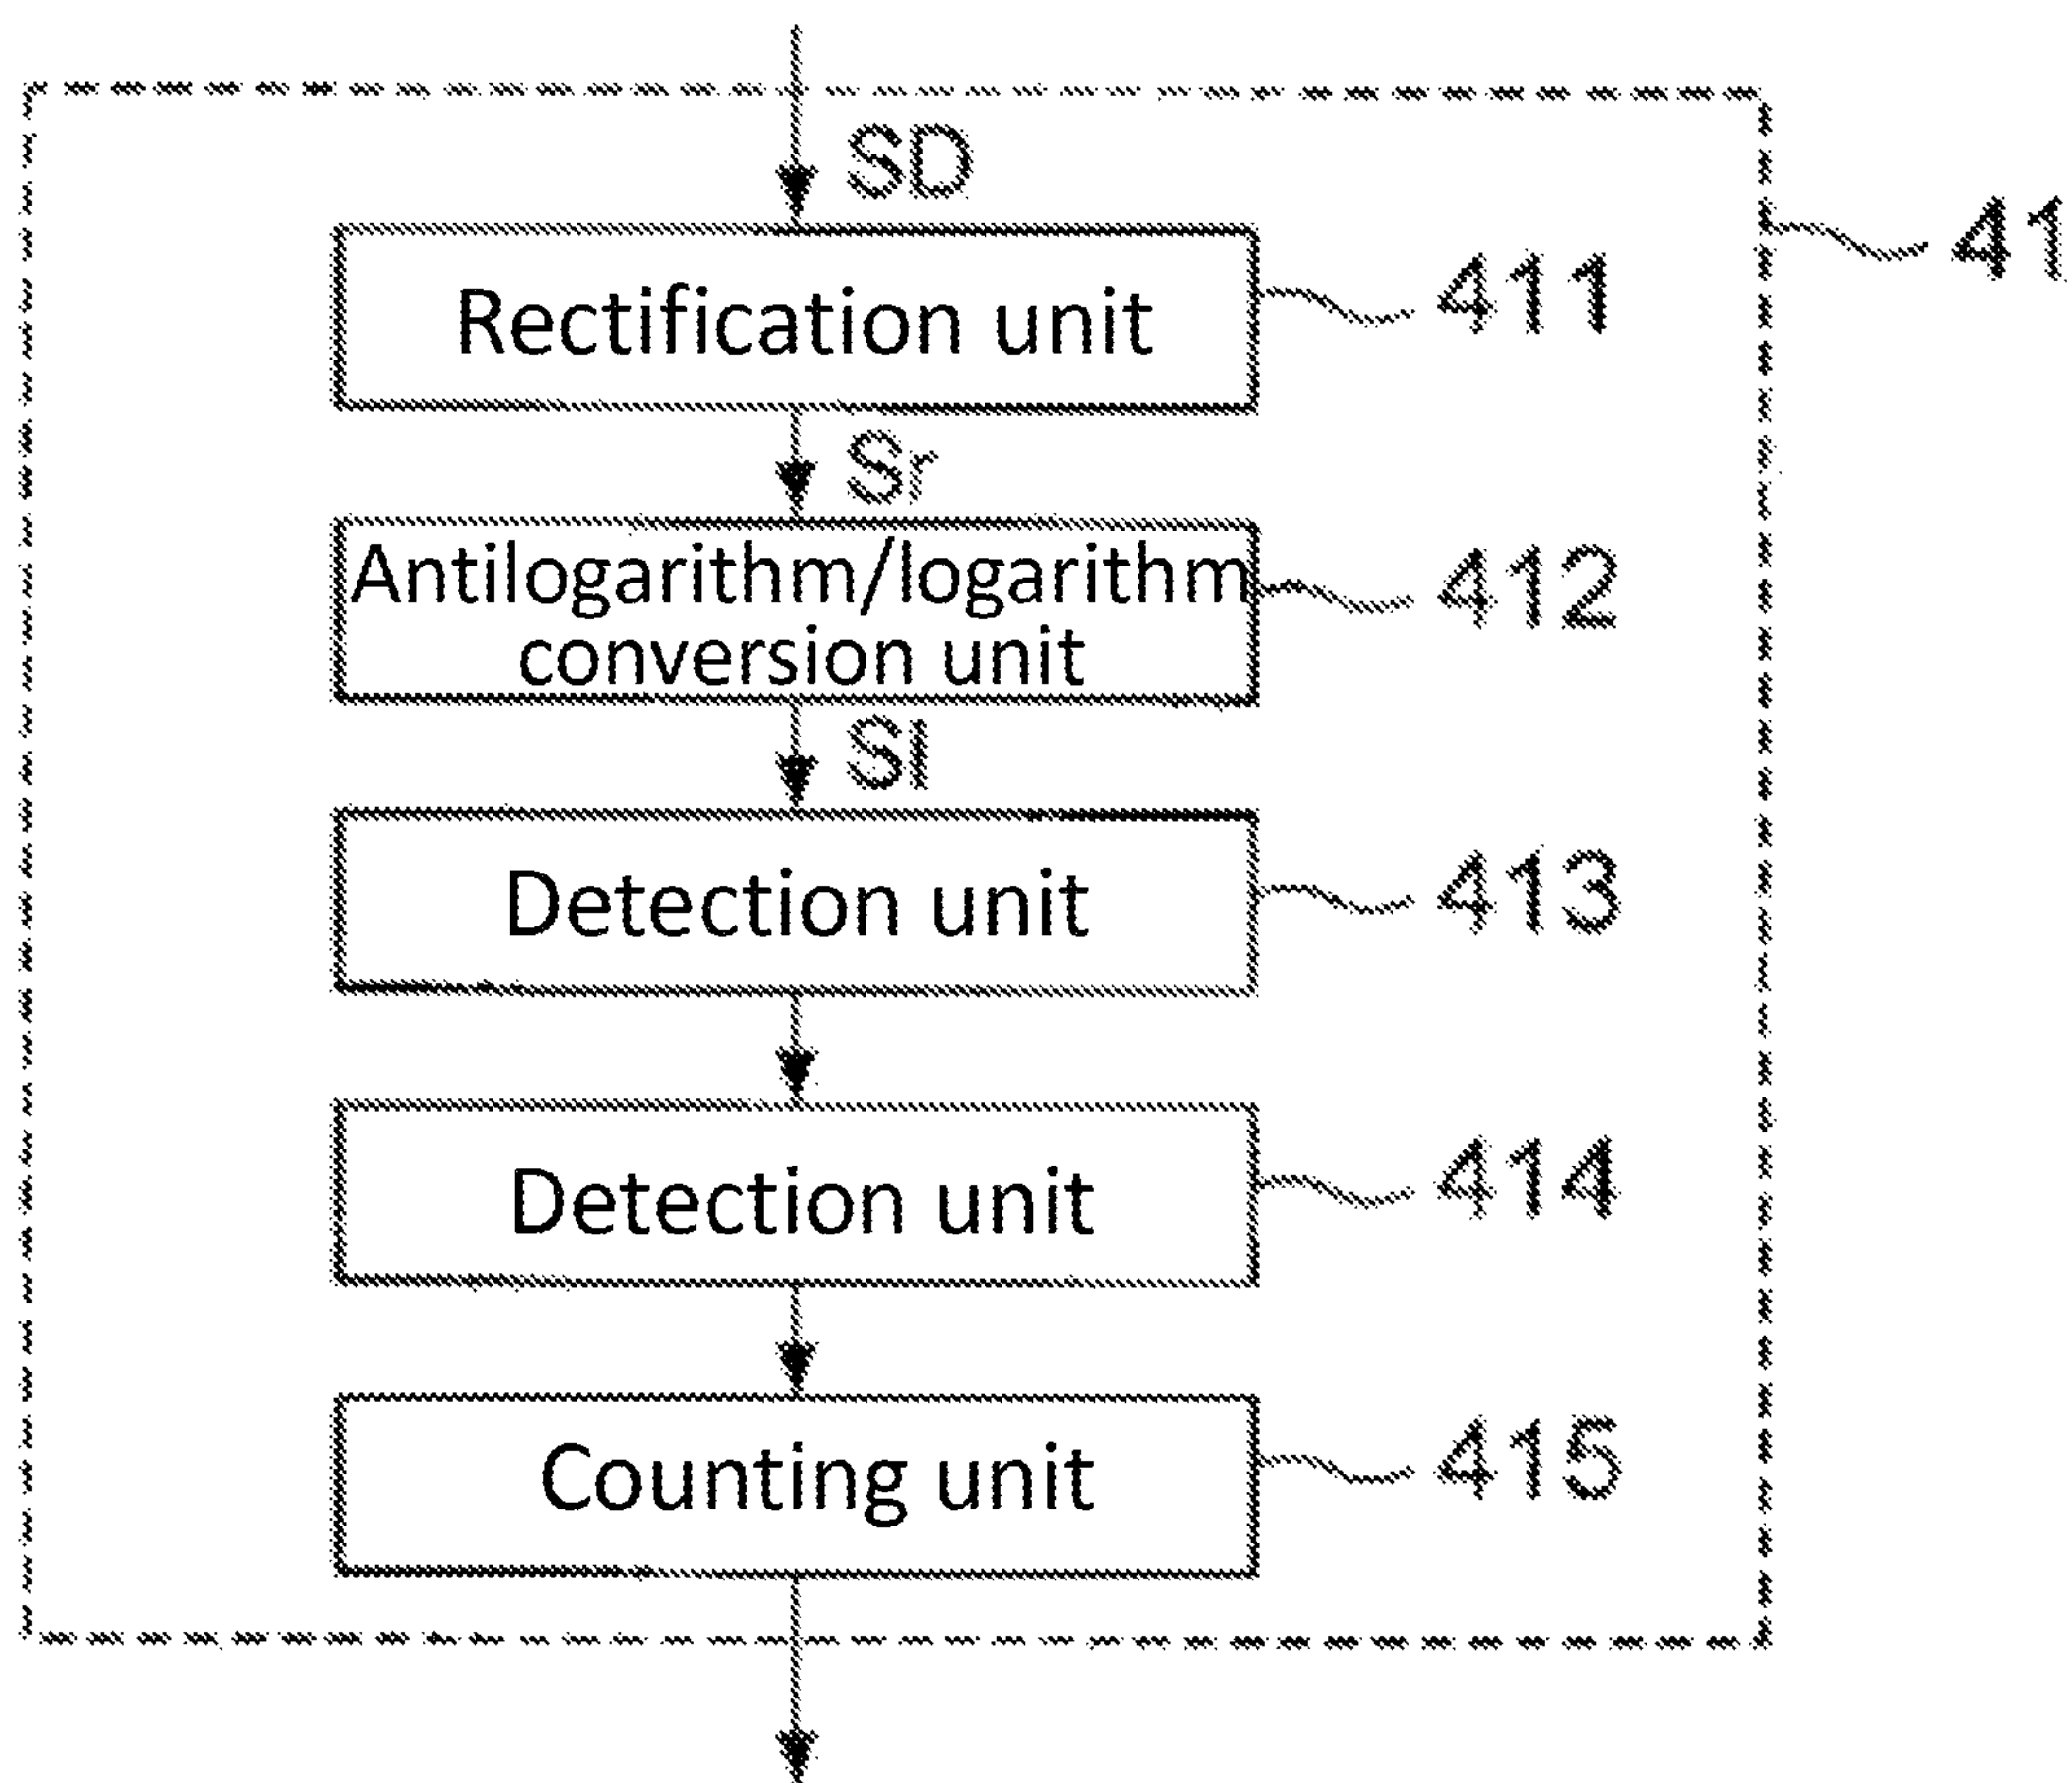 SD
41
Rectification unit
411
Sr
Antilogarithm/logarithm
conversion unit
412
Sl
Detection unit
413
Detection unit
414
Counting unit
415